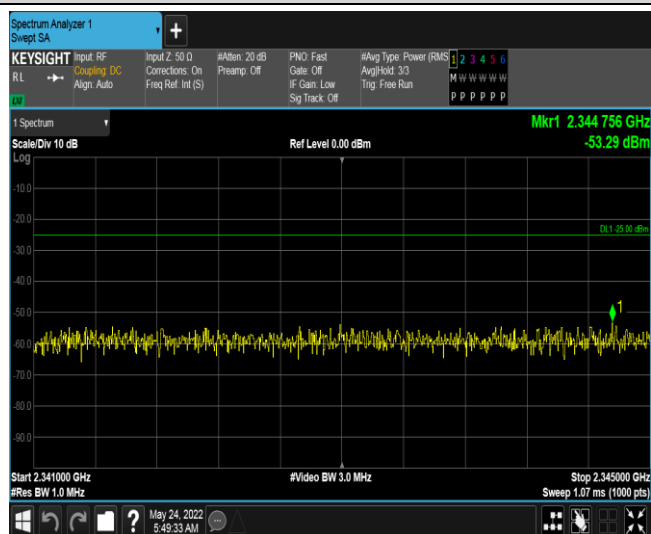 Spectrum Analyzer 1
Swept SA
KEYSIGHT
RL
Input: RF
Coupling: DC
Align: Auto
Input Z: 50 Ω
Corrections: On
Freq Ref: Int (S)
#Atten: 20 dB
Preamp: Off
PNO: Fast
Gate: Off
IF Gain: Low
Sig Track: Off
#Avg Type: Power (RMS
Avg|Hold: 3/3
Trig: Free Run
1 2 3 4 5 6
M W W W W W
P P P P P P
LXI
1 Spectrum
Mkr1 2.344 756 GHz
Scale/Div 10 dB
Ref Level 0.00 dBm
-53.29 dBm
Log
-10.0
-20.0
DL1 -25.00 dBm
-30.0
-40.0
-50.0
1
-60.0
-70.0
-80.0
-90.0
Start 2.341000 GHz
#Video BW 3.0 MHz
Stop 2.345000 GHz
#Res BW 1.0 MHz
Sweep 1.07 ms (1000 pts)
?
May 24, 2022
5:49:33 AM